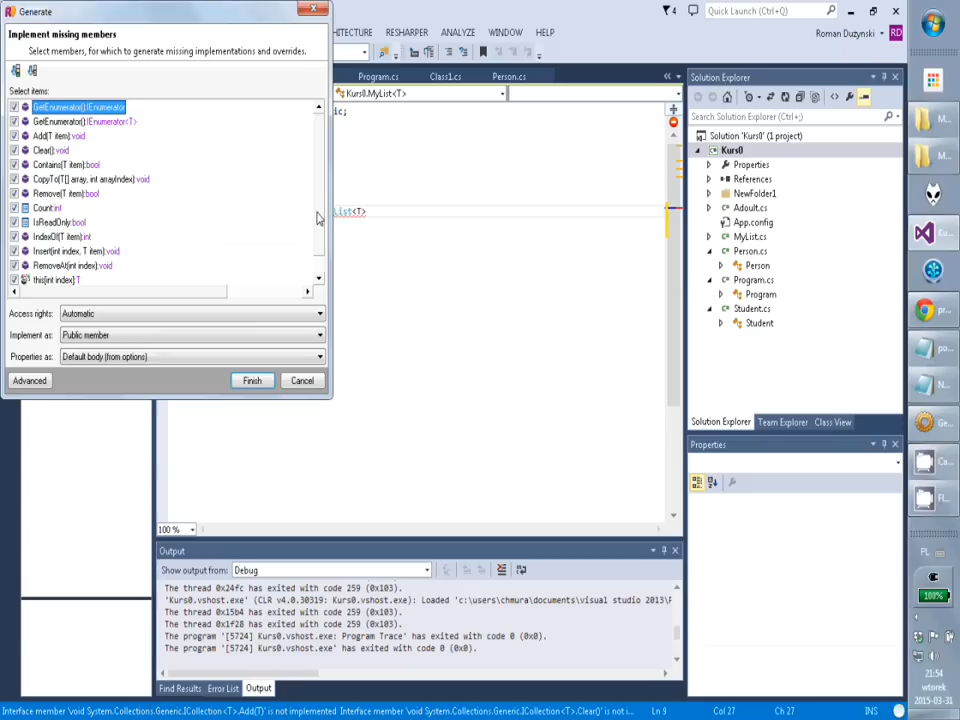 Generate
Implement missing members
Select members, for which to generate missing implementations and overrides.
Select items:
GetEnumerator():IEnumerator
GetEnumerator():IEnumerator<T>
Add(T item):void
Clear():void
Contains(T item):bool
CopyTo(T[] array, int arrayIndex):void
Remove(T item):bool
Count:int
IsReadOnly:bool
IndexOf(T item):int
Insert(int index, T item):void
RemoveAt(int index):void
this[int index]:T
Access rights: Automatic
Implement as: Public member
Properties as: Default body (from options)
Advanced Finish Cancel
4 Quick Launch (Ctrl+Q)
HITECTURE RESHARPER ANALYZE WINDOW HELP
Roman Duzynski RD
Program.cs Class1.cs Person.cs
Kurs0.MyList<T>
ic;
List<T>
100 %
Solution Explorer
Search Solution Explorer (Ctrl+;)
Solution 'Kurs0' (1 project)
Kurs0
Properties
References
NewFolder1
Adoult.cs
App.config
MyList.cs
Person.cs
Person
Program.cs
Program
Student.cs
Student
Solution Explorer Team Explorer Class View
Properties
Output
Show output from: Debug
The thread 0x24fc has exited with code 259 (0x103).
'Kurs0.vshost.exe' (CLR v4.0.30319: Kurs0.vshost.exe): Loaded 'c:\users\chmura\documents\visual studio 2013\P
The thread 0x15b4 has exited with code 259 (0x103).
The thread 0x1f28 has exited with code 259 (0x103).
The program '[5724] Kurs0.vshost.exe: Program Trace' has exited with code 0 (0x0).
The program '[5724] Kurs0.vshost.exe' has exited with code 0 (0x0).
Find Results Error List Output
Interface member 'void System.Collections.Generic.ICollection<T>.Add(T)' is not implemented Interface member 'void System.Collections.Generic.ICollection<T>.Clear()' is not i...
Ln 9 Col 27 Ch 27 INS
M...
M...
Ku...
pr...
po...
N...
Ge...
Ca...
FL...
PL
100%
21:54
wtorek
2015-03-31